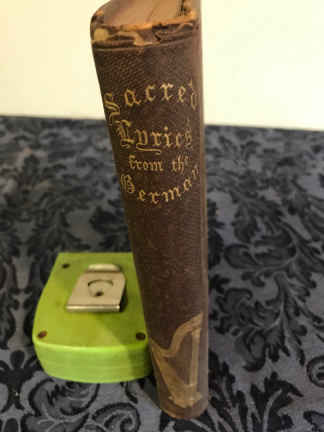 Sacred
Lyrics
from the
German